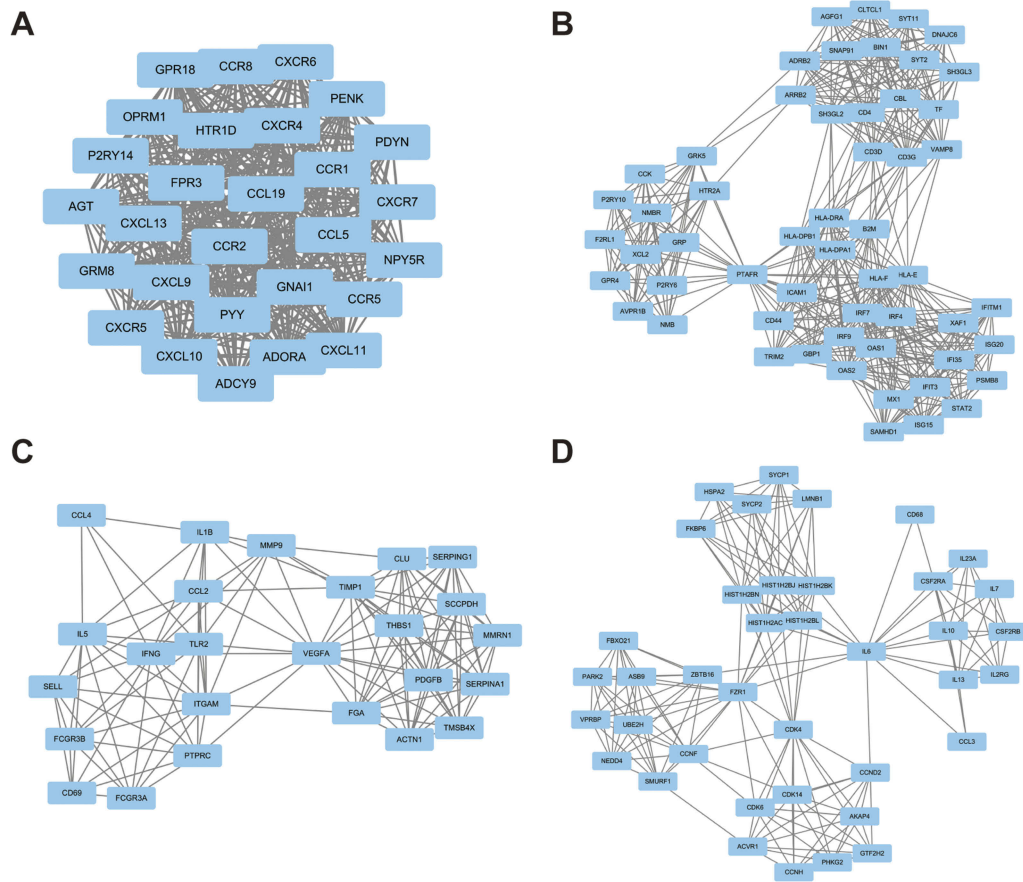 A
CXCR6
CCR8
GPR18
PENK
OPRM1
CXCR4
HTR1D
PDYN
P2RY14
CCR1
FPR3
CCL19
CXCR7
AGT
CXCL13
CCL5
CCR2
NPY5R
GRM8
CXCL9
GNAI1
CCR5
PYY
CXCR5
CXCL11
CXCL10
ADORA
ADCY9
B
CLTCL1
AGFG1
SYT11
DNAJC6
SNAP91
BIN1
ADRB2
SYT2
SH3GL3
ARRB2
CBL
SH3GL2
CD4
TF
CD3D
CD3G
VAMP8
GRK5
CCK
HTR2A
P2RY10
NMBR
HLA-DRA
HLA-DPB1
B2M
F2RL1
GRP
XCL2
HLA-DPA1
PTAFR
HLA-F
HLA-E
GPR4
P2RY6
ICAM1
AVPR1B
NMB
CD44
IRF7
IRF4
IFITM1
XAF1
IRF9
OAS1
ISG20
TRIM2
GBP1
IFI35
OAS2
PSMB8
IFIT3
MX1
STAT2
SAMHD1
ISG15
C
CCL4
IL1B
MMP9
CLU
SERPING1
TIMP1
CCL2
SCCPDH
THBS1
IL5
MMRN1
TLR2
IFNG
VEGFA
PDGFB
SERPINA1
SELL
ITGAM
FGA
TMSB4X
FCGR3B
ACTN1
PTPRC
CD69
FCGR3A
D
SYCP1
HSPA2
LMNB1
SYCP2
CD68
FKBP6
IL23A
CSF2RA
HIST1H2BJ
HIST1H2BK
IL7
HIST1H2BN
HIST1H2AC
HIST1H2BL
IL10
CSF2RB
FBXO21
IL6
PARK2
ASB9
ZBTB16
IL2RG
IL13
FZR1
VPRBP
UBE2H
CDK4
CCL3
NEDD4
CCNF
SMURF1
CCND2
CDK14
CDK6
AKAP4
ACVR1
GTF2H2
PHKG2
CCNH